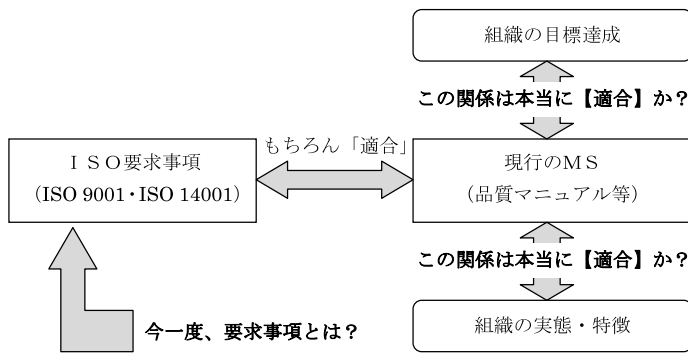 組織の目標達成
この関係は本当に【適合】か？
もちろん「適合」
ＩＳＯ要求事項
（ISO 9001・ISO 14001）
現行のMS
（品質マニュアル等）
この関係は本当に【適合】か？
組織の実態・特徴
今一度、要求事項とは？